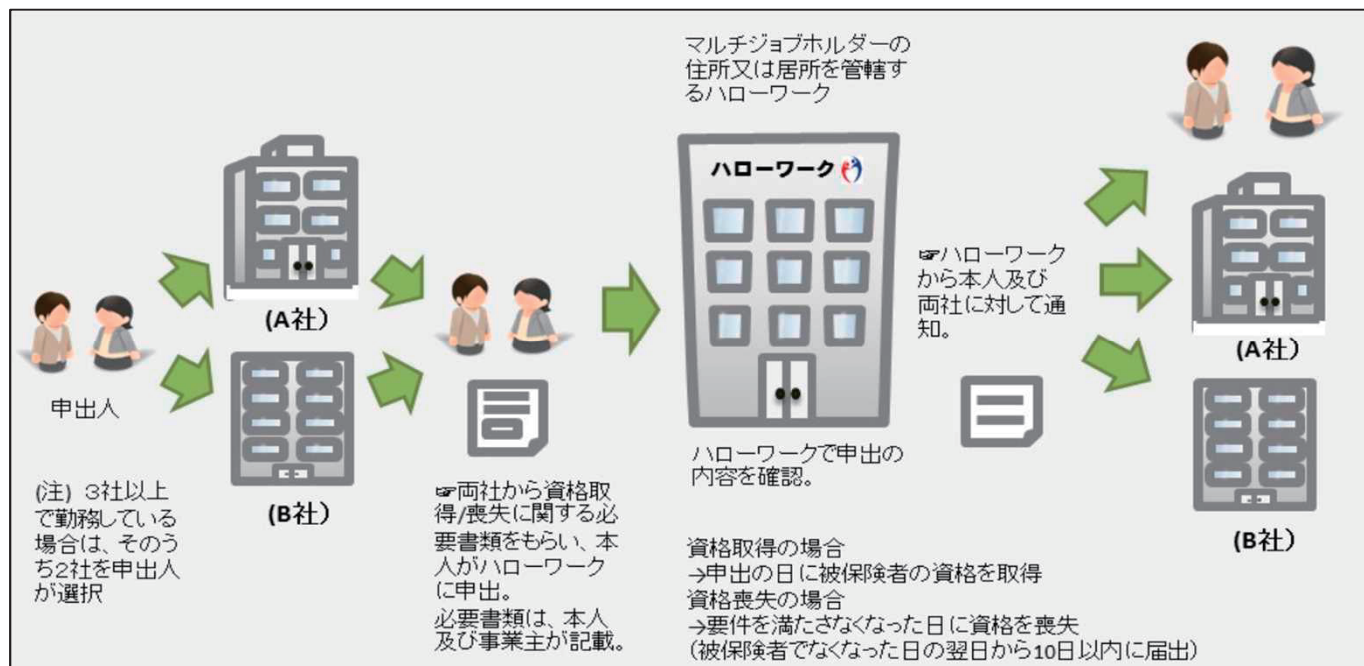 申出人
(注) 3社以上
で勤務している
場合は、そのう
ち2社を申出人
が選択
(A社)
(B社)
☞両社から資格取
得/喪失に関する必
要書類をもらい、本
人がハローワーク
に申出。
必要書類は、本人
及び事業主が記載。
マルチジョブホルダーの
住所又は居所を管轄す
るハローワーク
ハローワーク
ハローワークで申出の
内容を確認。
資格取得の場合
→申出の日に被保険者の資格を取得
資格喪失の場合
→要件を満たさなくなった日に資格を喪失
(被保険者でなくなった日の翌日から10日以内に届出)
☞ハローワーク
から本人及び
両社に対して通
知。
(A社)
(B社)